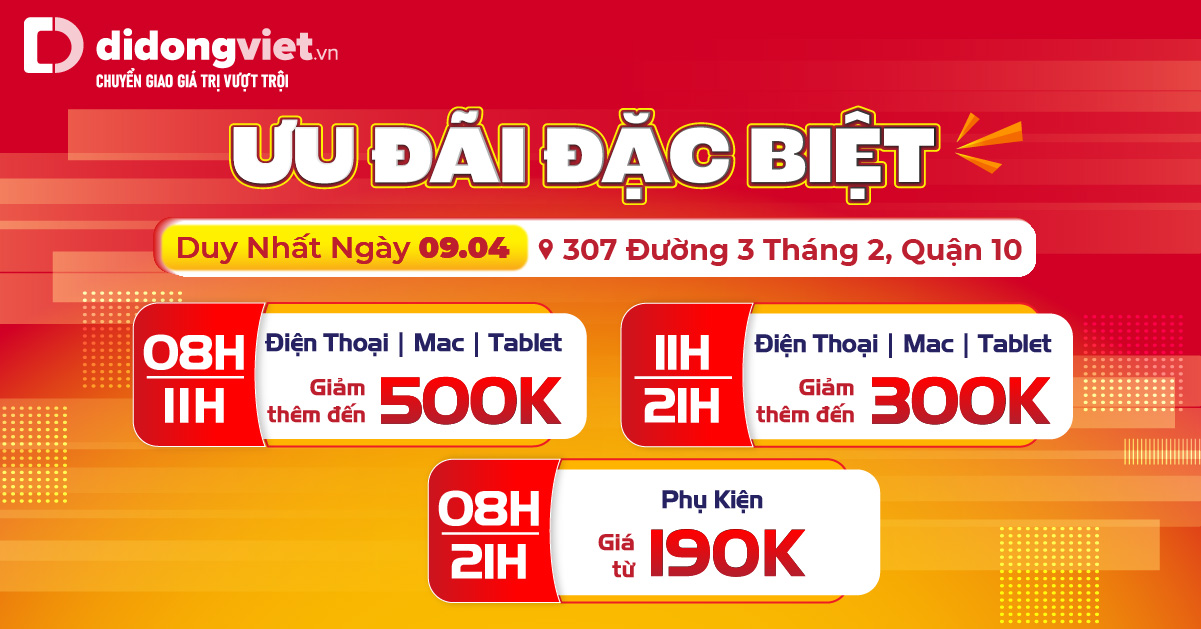 didongviet.vn
CHUYỂN GIAO GIÁ TRỊ VƯỢT TRỘI
ƯU ĐÃI ĐẶC BIỆT
Duy Nhất Ngày 09.04
307 Đường 3 Tháng 2, Quận 10
08H
11H
Điện Thoại | Mac | Tablet
Giảm
thêm đến
500K
11H
21H
Điện Thoại | Mac | Tablet
Giảm
thêm đến
300K
08H
21H
Phụ Kiện
Giá
từ
190K